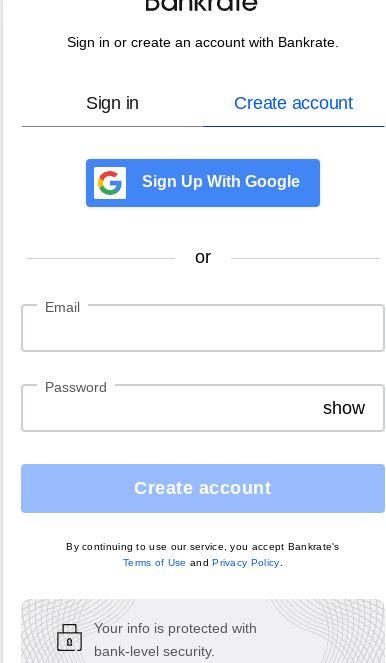 Bankrate
Sign in or create an account with Bankrate.
Sign in
Create account
Sign Up With Google
or
Email
Password
show
Create account
By continuing to use our service, you accept Bankrate's
Terms of Use and Privacy Policy.
Your info is protected with
bank-level security.